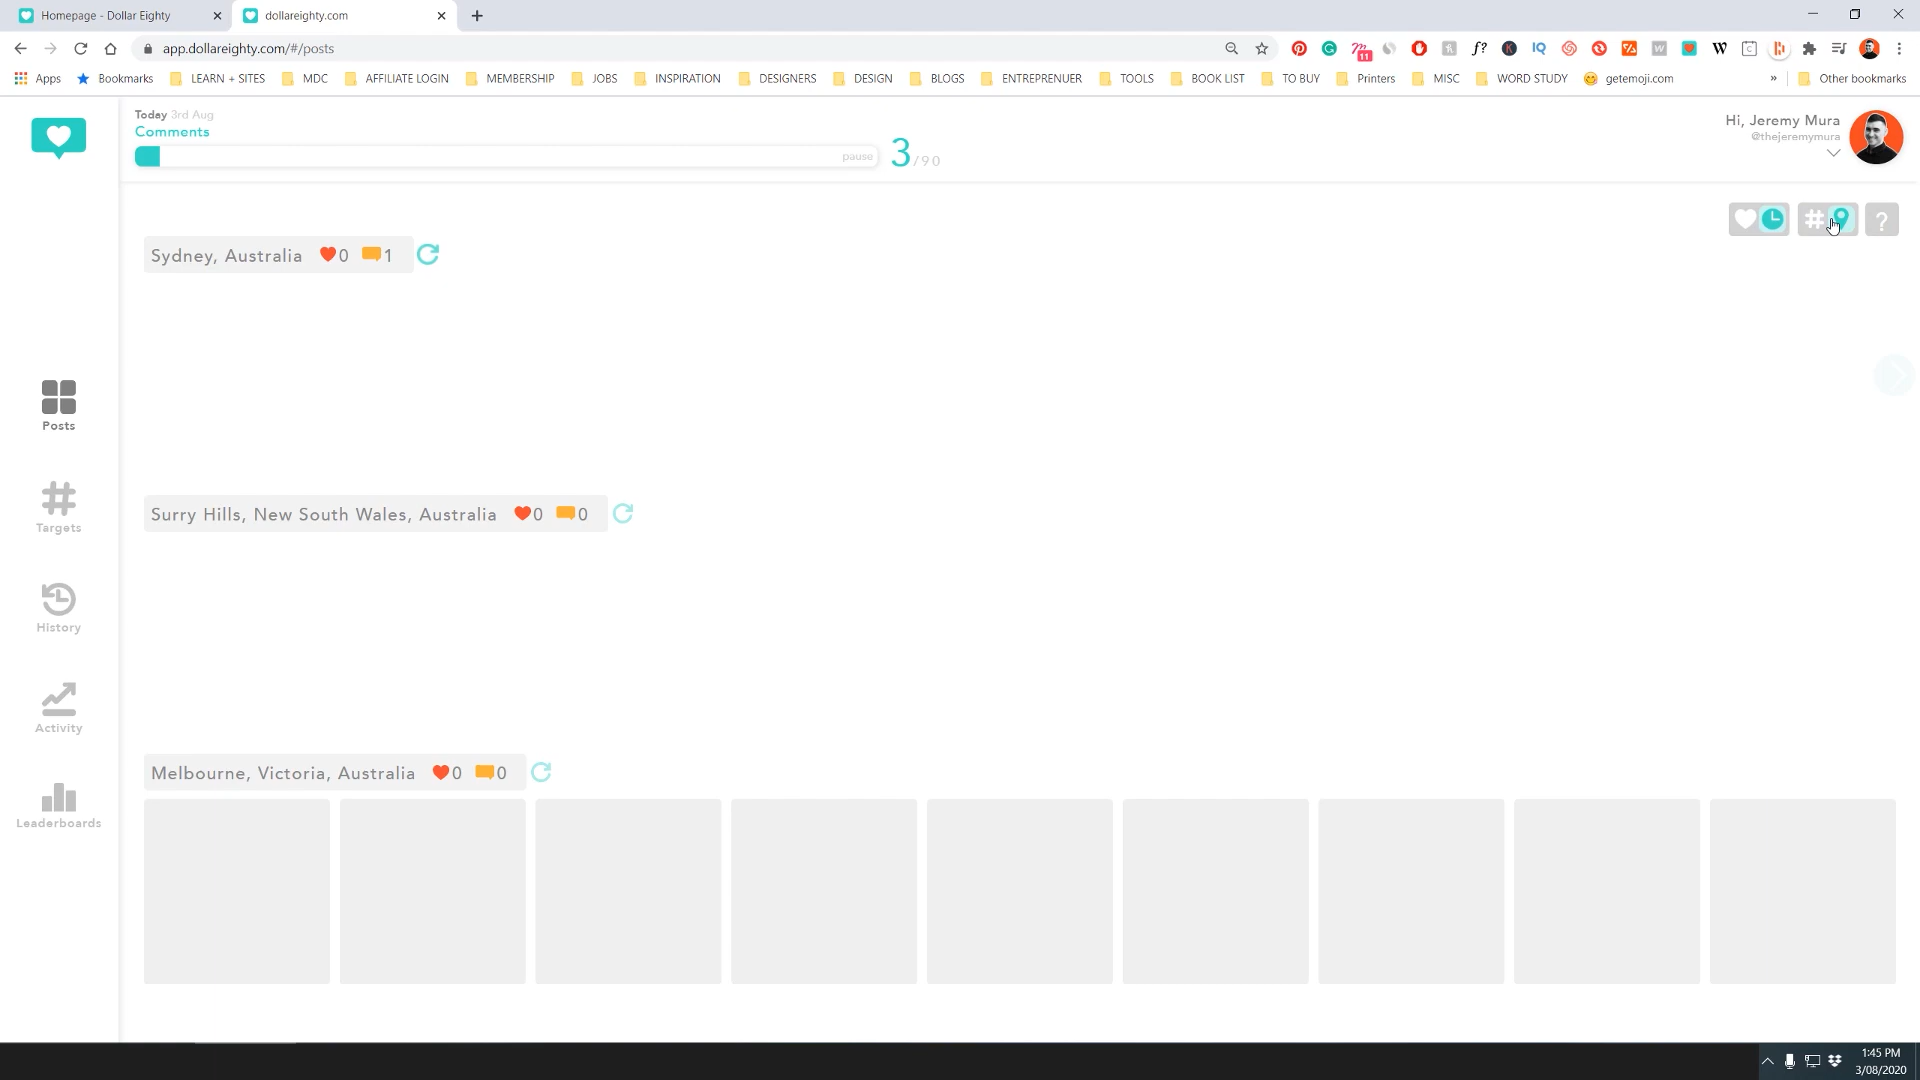 Homepage - Dollar Eighty
dollareighty.com
app.dollareighty.com/#/posts
11
f?
K
IQ
W
W
C
Apps
Bookmarks
LEARN + SITES
MDC
AFFILIATE LOGIN
MEMBERSHIP
JOBS
INSPIRATION
DESIGNERS
DESIGN
BLOGS
ENTREPRENUER
TOOLS
BOOK LIST
TO BUY
Printers
MISC
WORD STUDY
getemoji.com
»
Other bookmarks
Today 3rd Aug
Comments
pause
3/90
Hi, Jeremy Mura
@thejeremymura
#
?
Sydney, Australia 0 1
Surry Hills, New South Wales, Australia 0 0
Melbourne, Victoria, Australia 0 0
Posts
Targets
History
Activity
Leaderboards
1:45 PM
3/08/2020